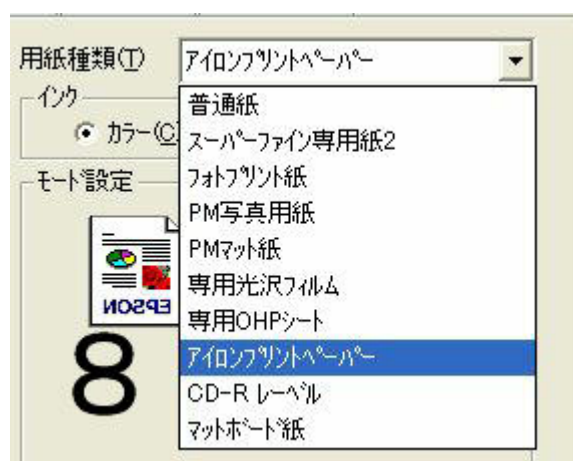 用紙種類(T)
アイロンプリントペーパー
インク
カラー(C)
普通紙
スーパーファイン専用紙2
モード設定
フォトプリント紙
PM写真用紙
PMマット紙
専用光沢フィルム
EPSON
専用OHPシート
アイロンプリントペーパー
8
CD-R レーベル
マットボード紙